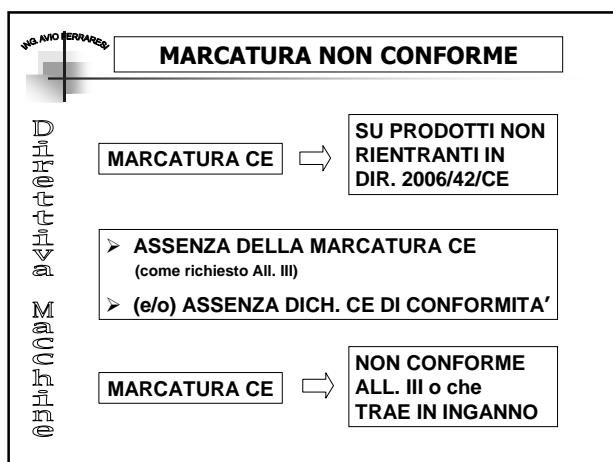 ING. AVIO FERRARESI
MARCATURA NON CONFORME
Direttiva Macchine
MARCATURA CE
SU PRODOTTI NON
RIENTRANTI IN
DIR. 2006/42/CE
➢ ASSENZA DELLA MARCATURA CE
(come richiesto All. III)
➢ (e/o) ASSENZA DICH. CE DI CONFORMITA’
MARCATURA CE
NON CONFORME
ALL. III o che
TRAE IN INGANNO